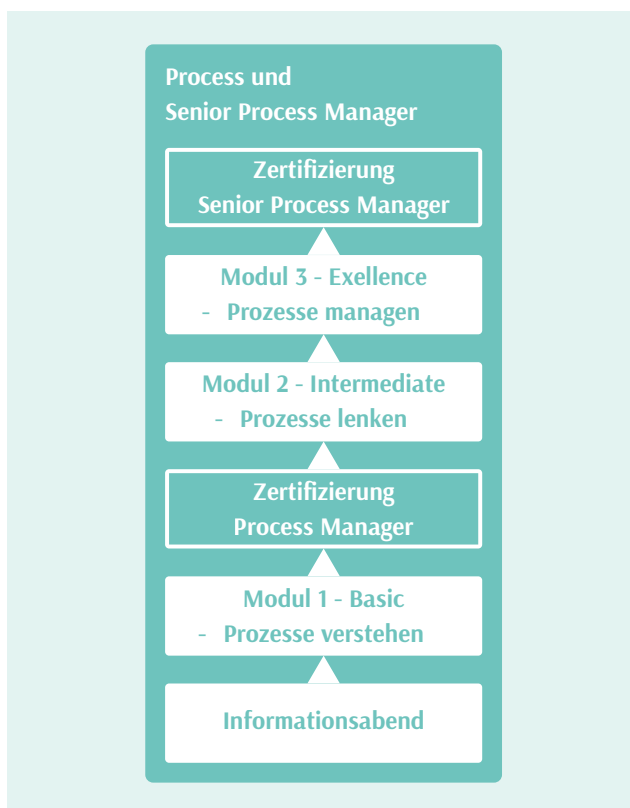 Process und
Senior Process Manager
Zertifizierung
Senior Process Manager
Modul 3 - Exellence
- Prozesse managen
Modul 2 - Intermediate
- Prozesse lenken
Zertifizierung
Process Manager
Modul 1 - Basic
- Prozesse verstehen
Informationsabend